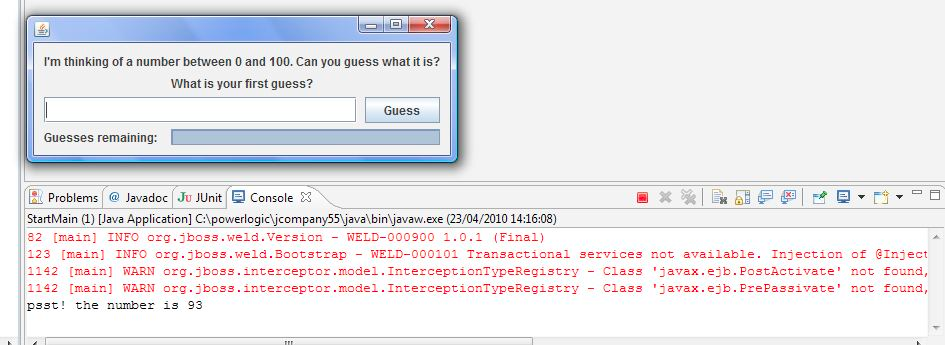 I'm thinking of a number between 0 and 100. Can you guess what it is?
What is your first guess?
Guess
Guesses remaining:
Problems @ Javadoc Ju JUnit Console
StartMain (1) [Java Application] C:\powerlogic\jcompany55\java\bin\javaw.exe (23/04/2010 14:16:08)
82 [main] INFO org.jboss.weld.Version - WELD-000900 1.0.1 (Final)
123 [main] INFO org.jboss.weld.Bootstrap - WELD-000101 Transactional services not available. Injection of @Inject
1142 [main] WARN org.jboss.interceptor.model.InterceptionTypeRegistry - Class 'javax.ejb.PostActivate' not found,
1142 [main] WARN org.jboss.interceptor.model.InterceptionTypeRegistry - Class 'javax.ejb.PrePassivate' not found,
psst! the number is 93